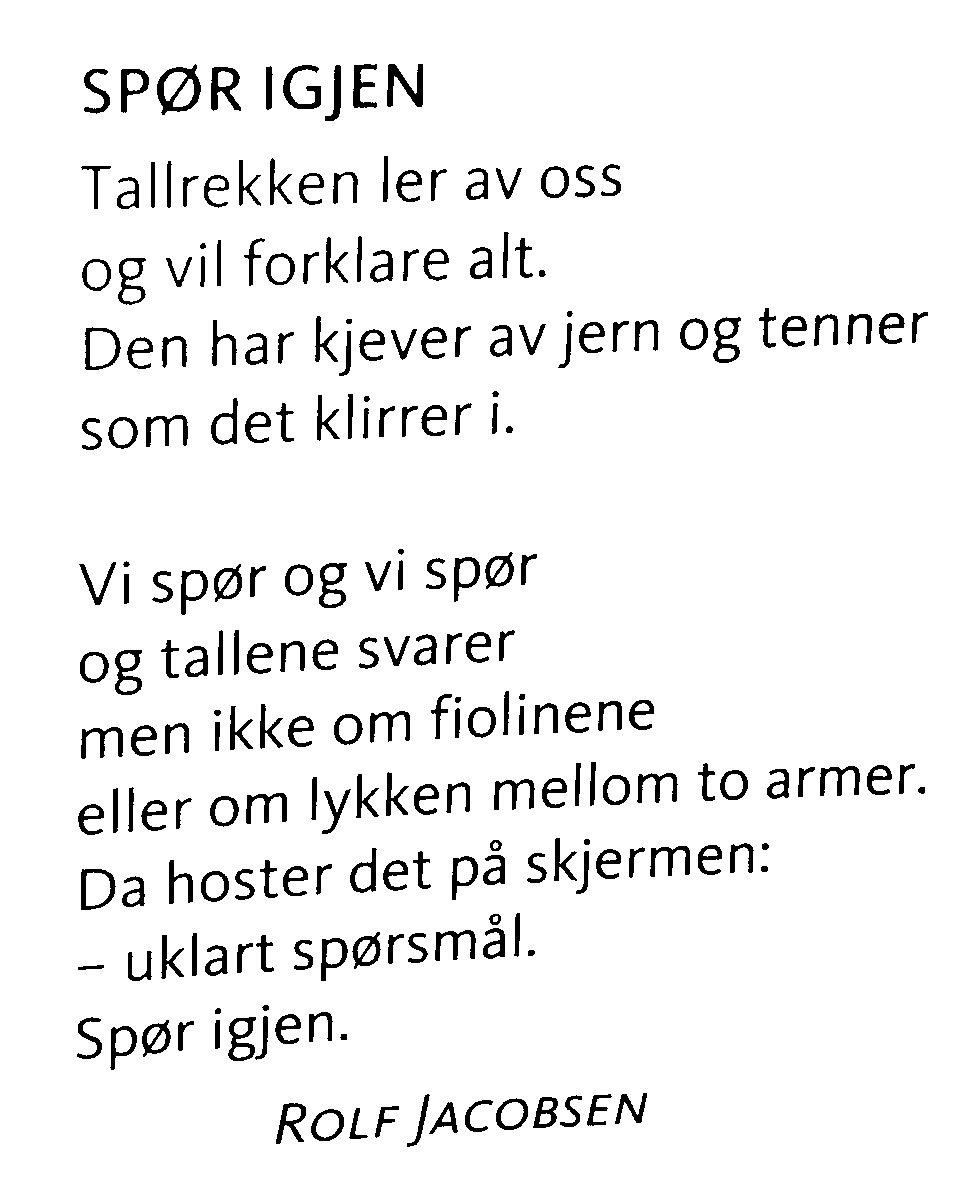 SPØR IGJEN
Tallrekken ler av oss
og vil forklare alt.
Den har kjever av jern og tenner
som det klirrer i.

Vi spør og vi spør
og tallene svarer
men ikke om fiolinene
eller om lykken mellom to armer.
Da hoster det på skjermen:
– uklart spørsmål.
Spør igjen.
ROLF JACOBSEN